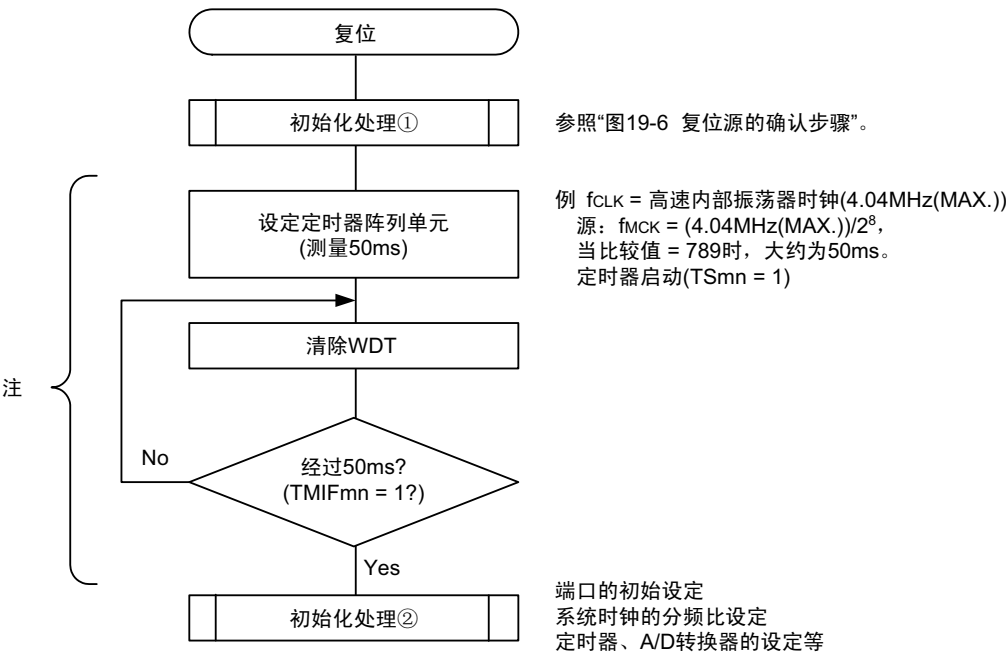 复位
初始化处理①
参照“图19-6 复位源的确认步骤”。
设定定时器阵列单元
(测量50ms)
例 fCLK = 高速内部振荡器时钟(4.04MHz(MAX.))
源：fMCK = (4.04MHz(MAX.))/2⁸，
当比较值 = 789时，大约为50ms。
定时器启动(TSmn = 1)
清除WDT
注
No
经过50ms?
(TMIFmn = 1?)
Yes
初始化处理②
端口的初始设定
系统时钟的分频比设定
定时器、A/D转换器的设定等